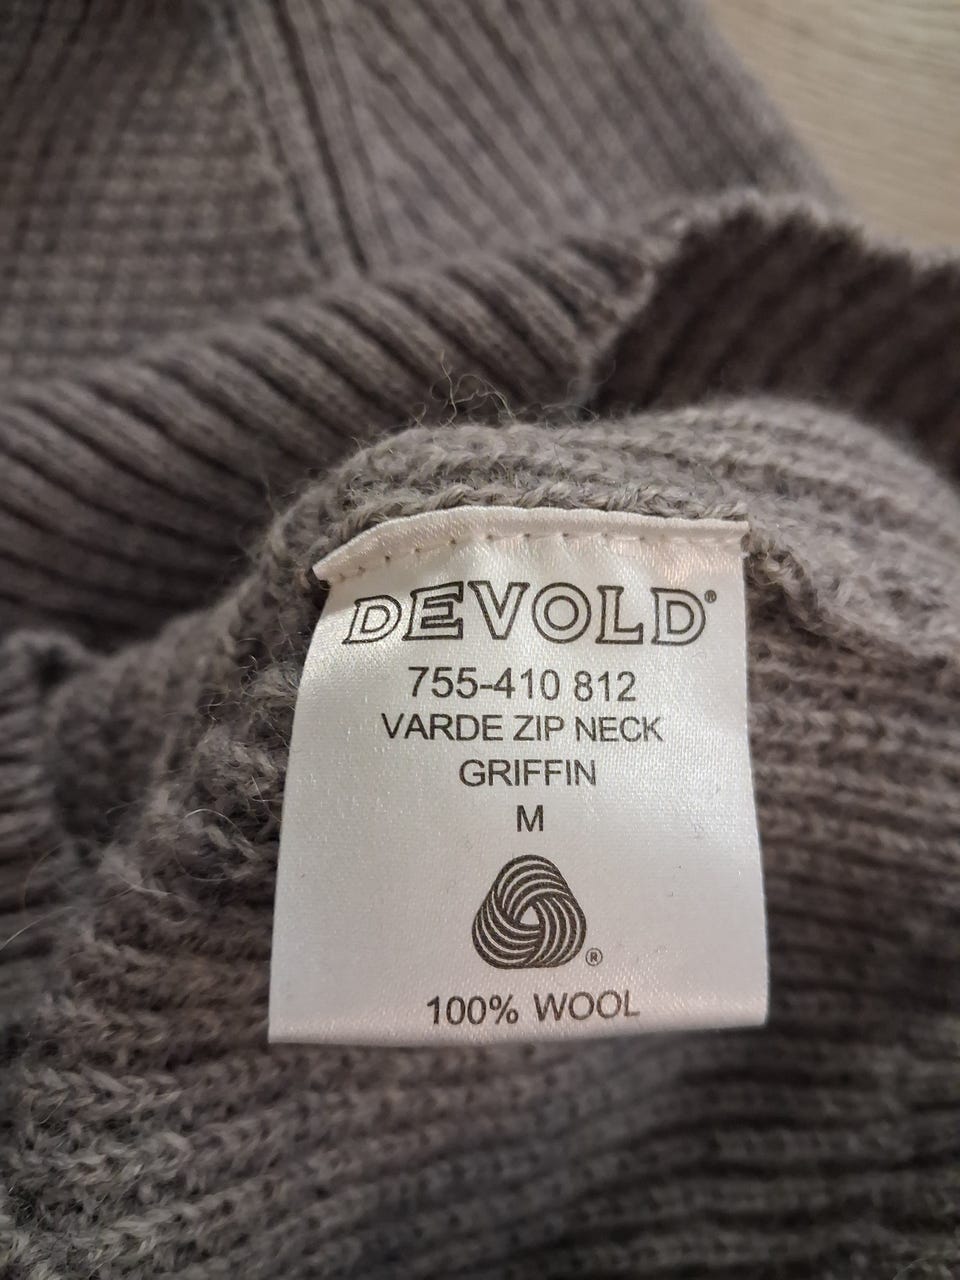 DEVOLD®
755-410 812
VARDE ZIP NECK
GRIFFIN
M
®
100% WOOL